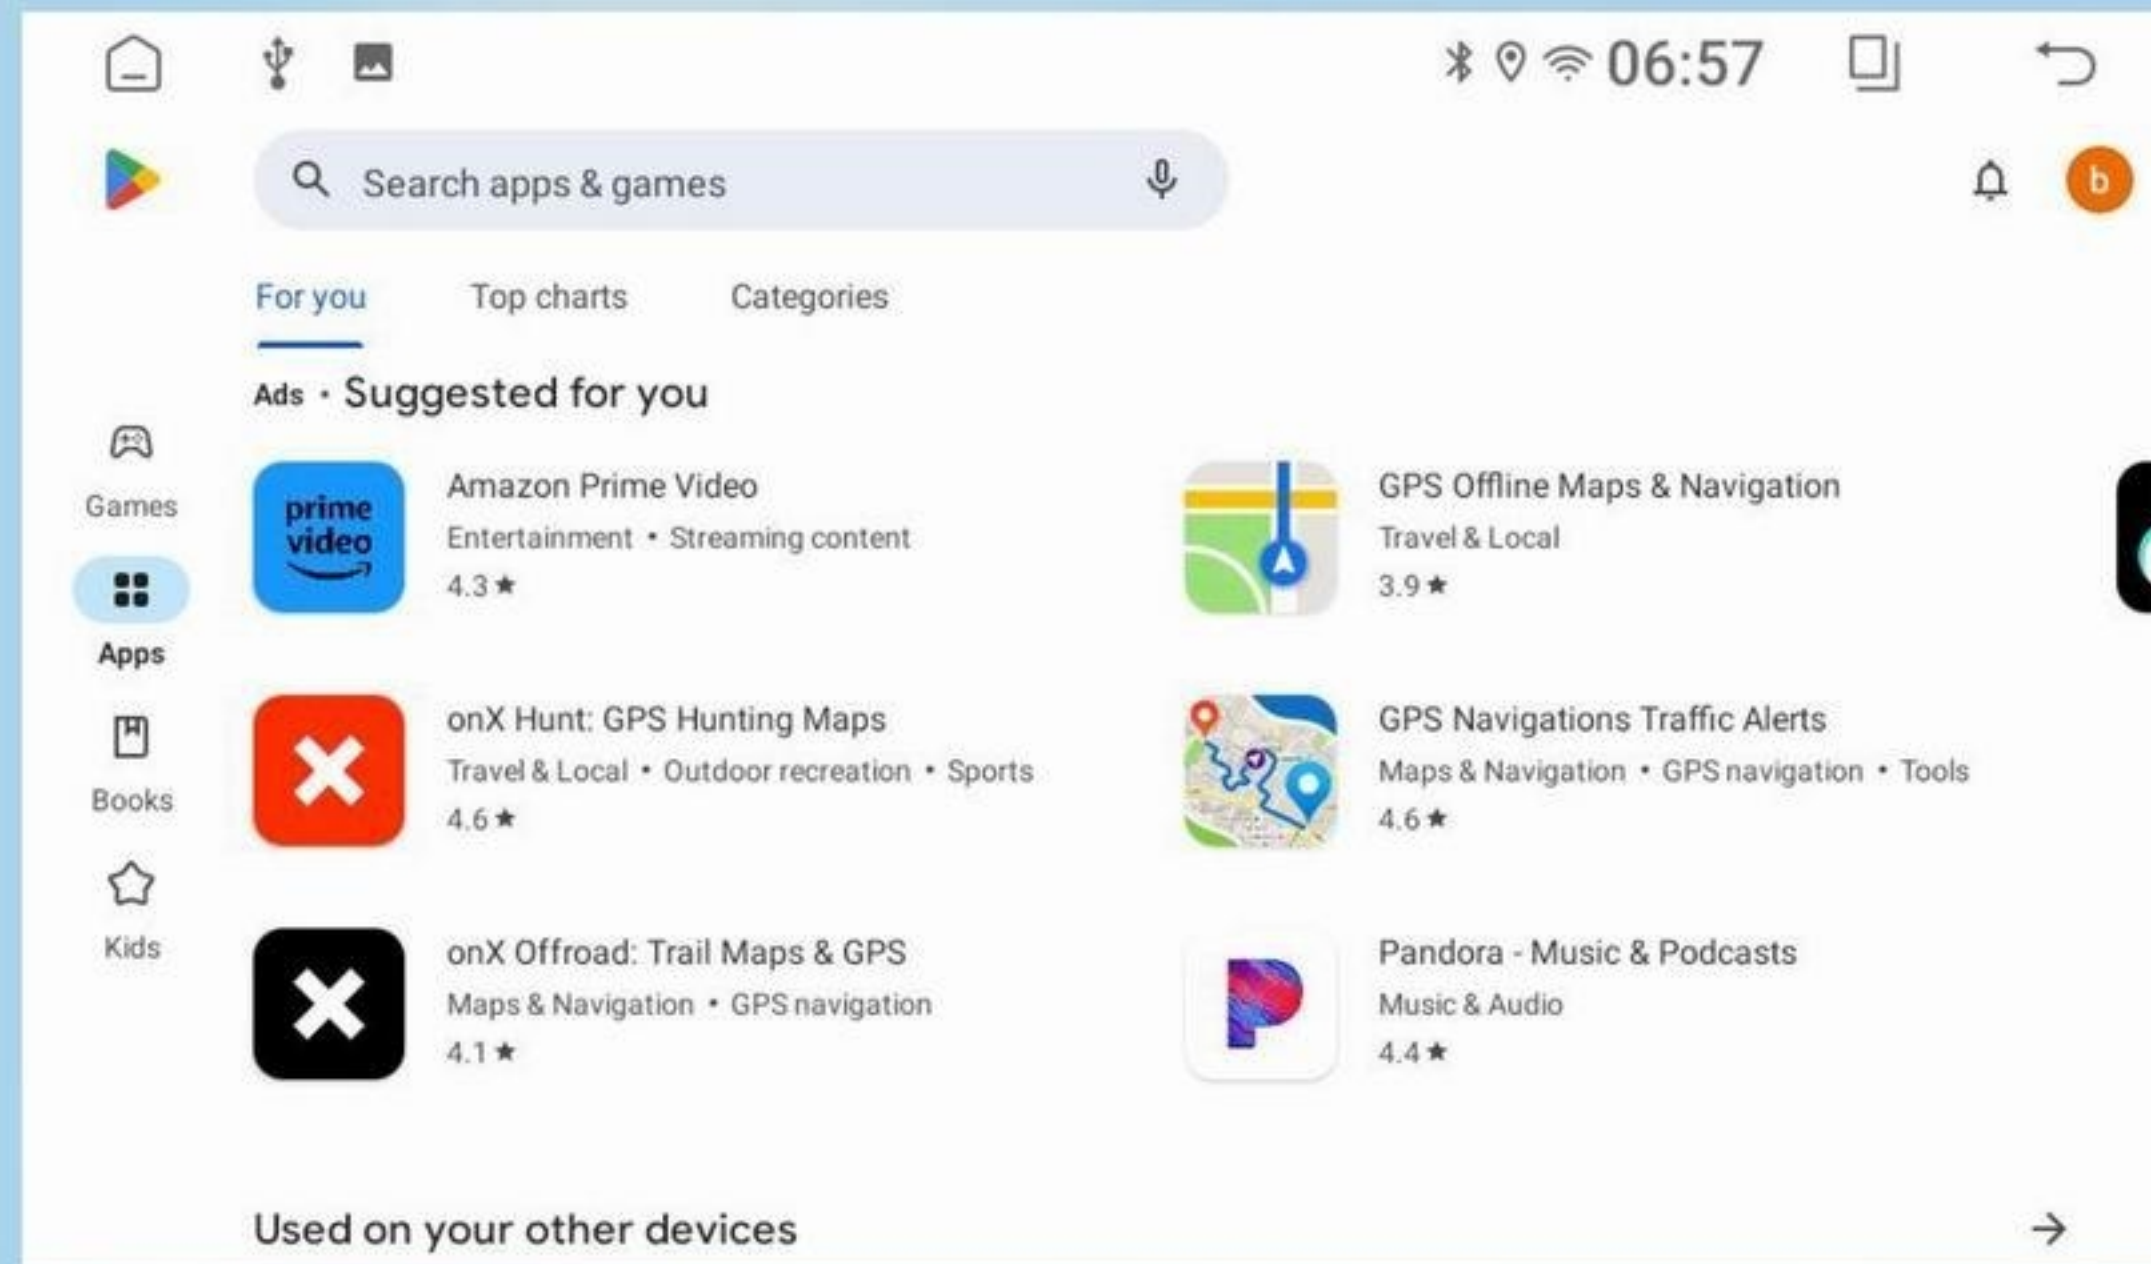 06:57
Search apps & games
b
For you
Top charts
Categories
Ads • Suggested for you
Games
Apps
Books
Kids
prime
video
Amazon Prime Video
Entertainment • Streaming content
4.3★
GPS Offline Maps & Navigation
Travel & Local
3.9★
onX Hunt: GPS Hunting Maps
Travel & Local • Outdoor recreation • Sports
4.6★
GPS Navigations Traffic Alerts
Maps & Navigation • GPS navigation • Tools
4.6★
onX Offroad: Trail Maps & GPS
Maps & Navigation • GPS navigation
4.1★
Pandora - Music & Podcasts
Music & Audio
4.4★
Used on your other devices